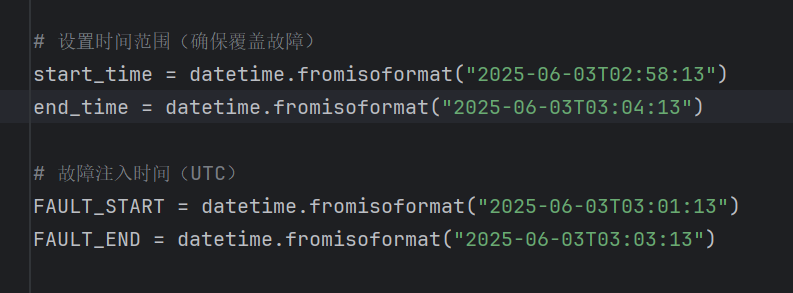 # 设置时间范围（确保覆盖故障）
start_time = datetime.fromisoformat("2025-06-03T02:58:13")
end_time = datetime.fromisoformat("2025-06-03T03:04:13")
# 故障注入时间（UTC）
FAULT_START = datetime.fromisoformat("2025-06-03T03:01:13")
FAULT_END = datetime.fromisoformat("2025-06-03T03:03:13")